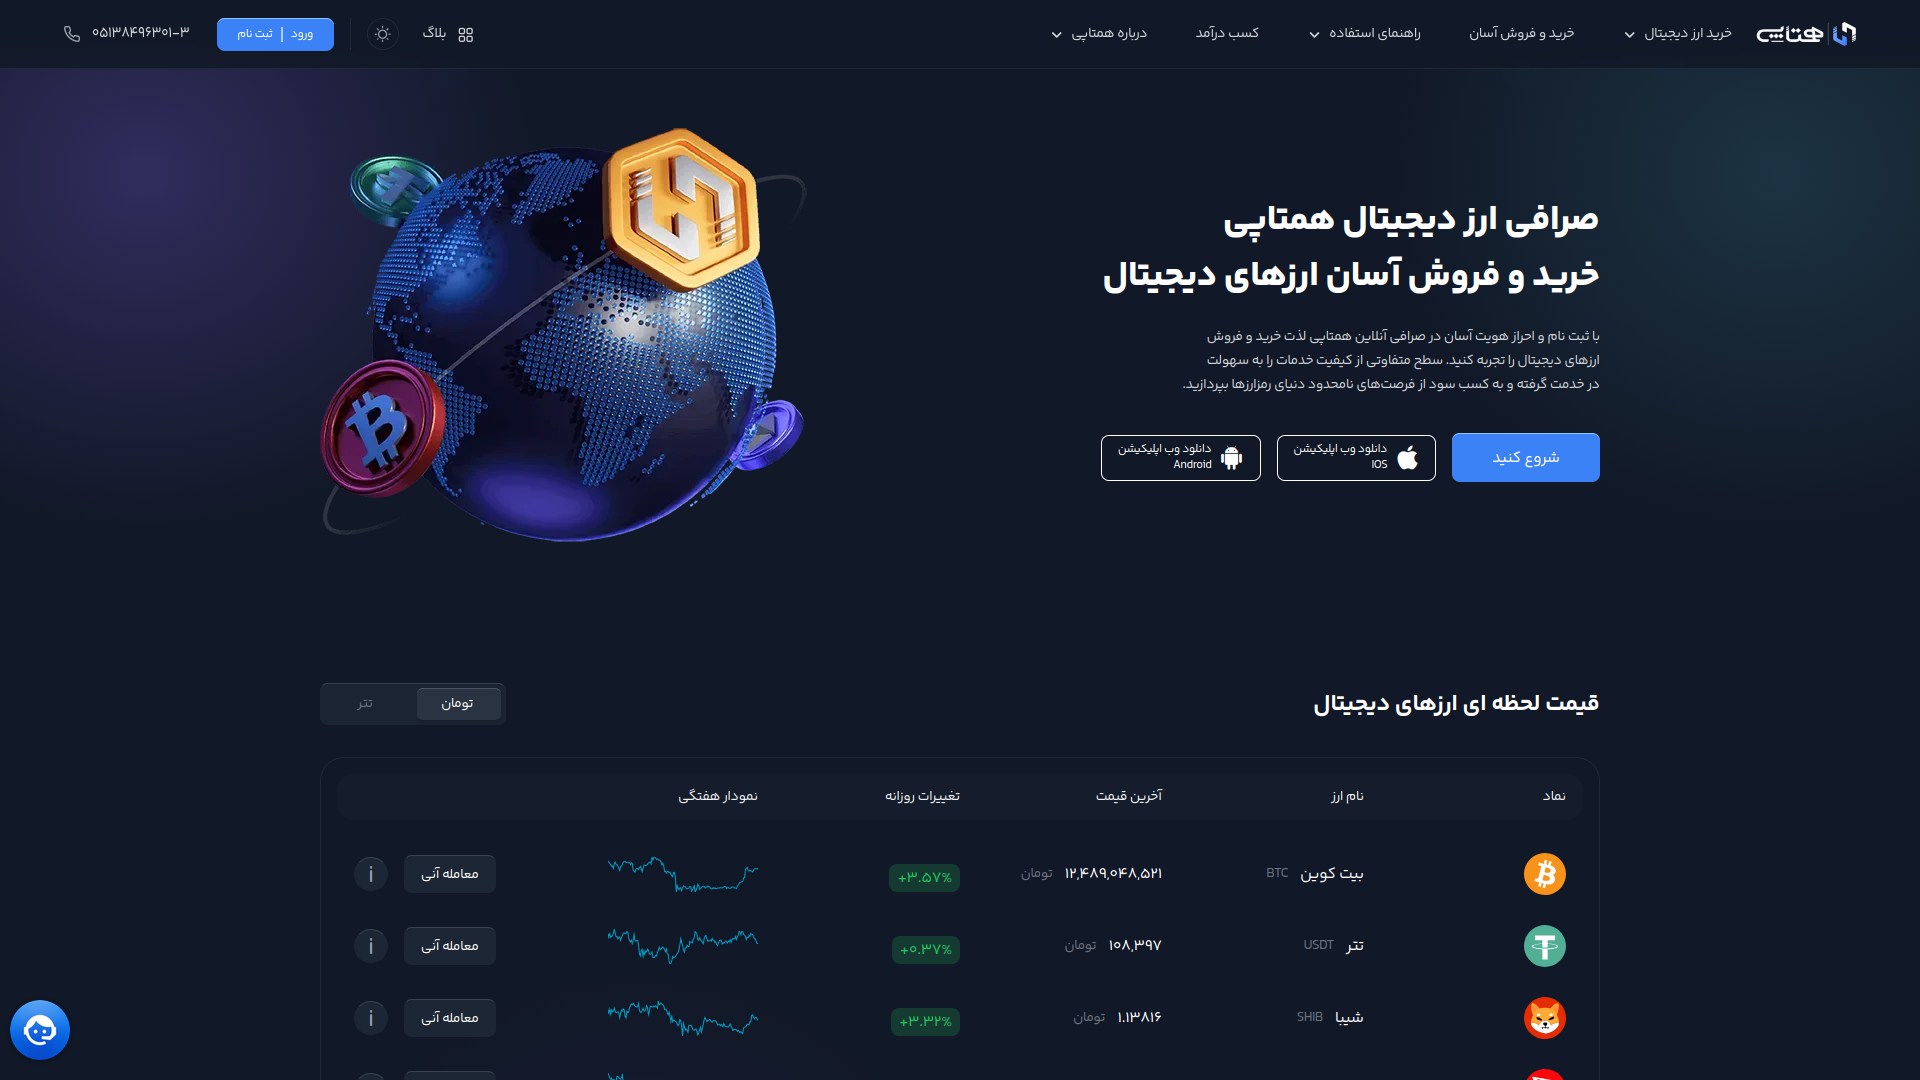 همتاپی
خرید ارز دیجیتال
خرید و فروش آسان
راهنمای استفاده
کسب درآمد
درباره همتاپی
بلاگ
ورود | ثبت نام
۰۵۱۳۸۴۹۶۳۰۱-۳
صرافی ارز دیجیتال همتاپی
خرید و فروش آسان ارزهای دیجیتال
با ثبت نام و احراز هویت آسان در صرافی آنلاین همتاپی لذت خرید و فروش
ارزهای دیجیتال را تجربه کنید. سطح متفاوتی از کیفیت خدمات را به سهولت
در خدمت گرفته و به کسب سود از فرصت‌های نامحدود دنیای رمزارزها بپردازید.
شروع کنید
دانلود وب اپلیکیشن
IOS
دانلود وب اپلیکیشن
Android
قیمت لحظه ای ارزهای دیجیتال
تومان
تتر
نماد
نام ارز
آخرین قیمت
تغییرات روزانه
نمودار هفتگی
بیت کوین BTC
۱۲,۴۸۹,۰۴۸,۵۲۱ تومان
+۳.۵۷%
معامله آنی
تتر USDT
۱۰۸,۳۹۷ تومان
+۰.۳۷%
معامله آنی
شیبا SHIB
۱.۱۳۸۱۶ تومان
+۳.۳۲%
معامله آنی